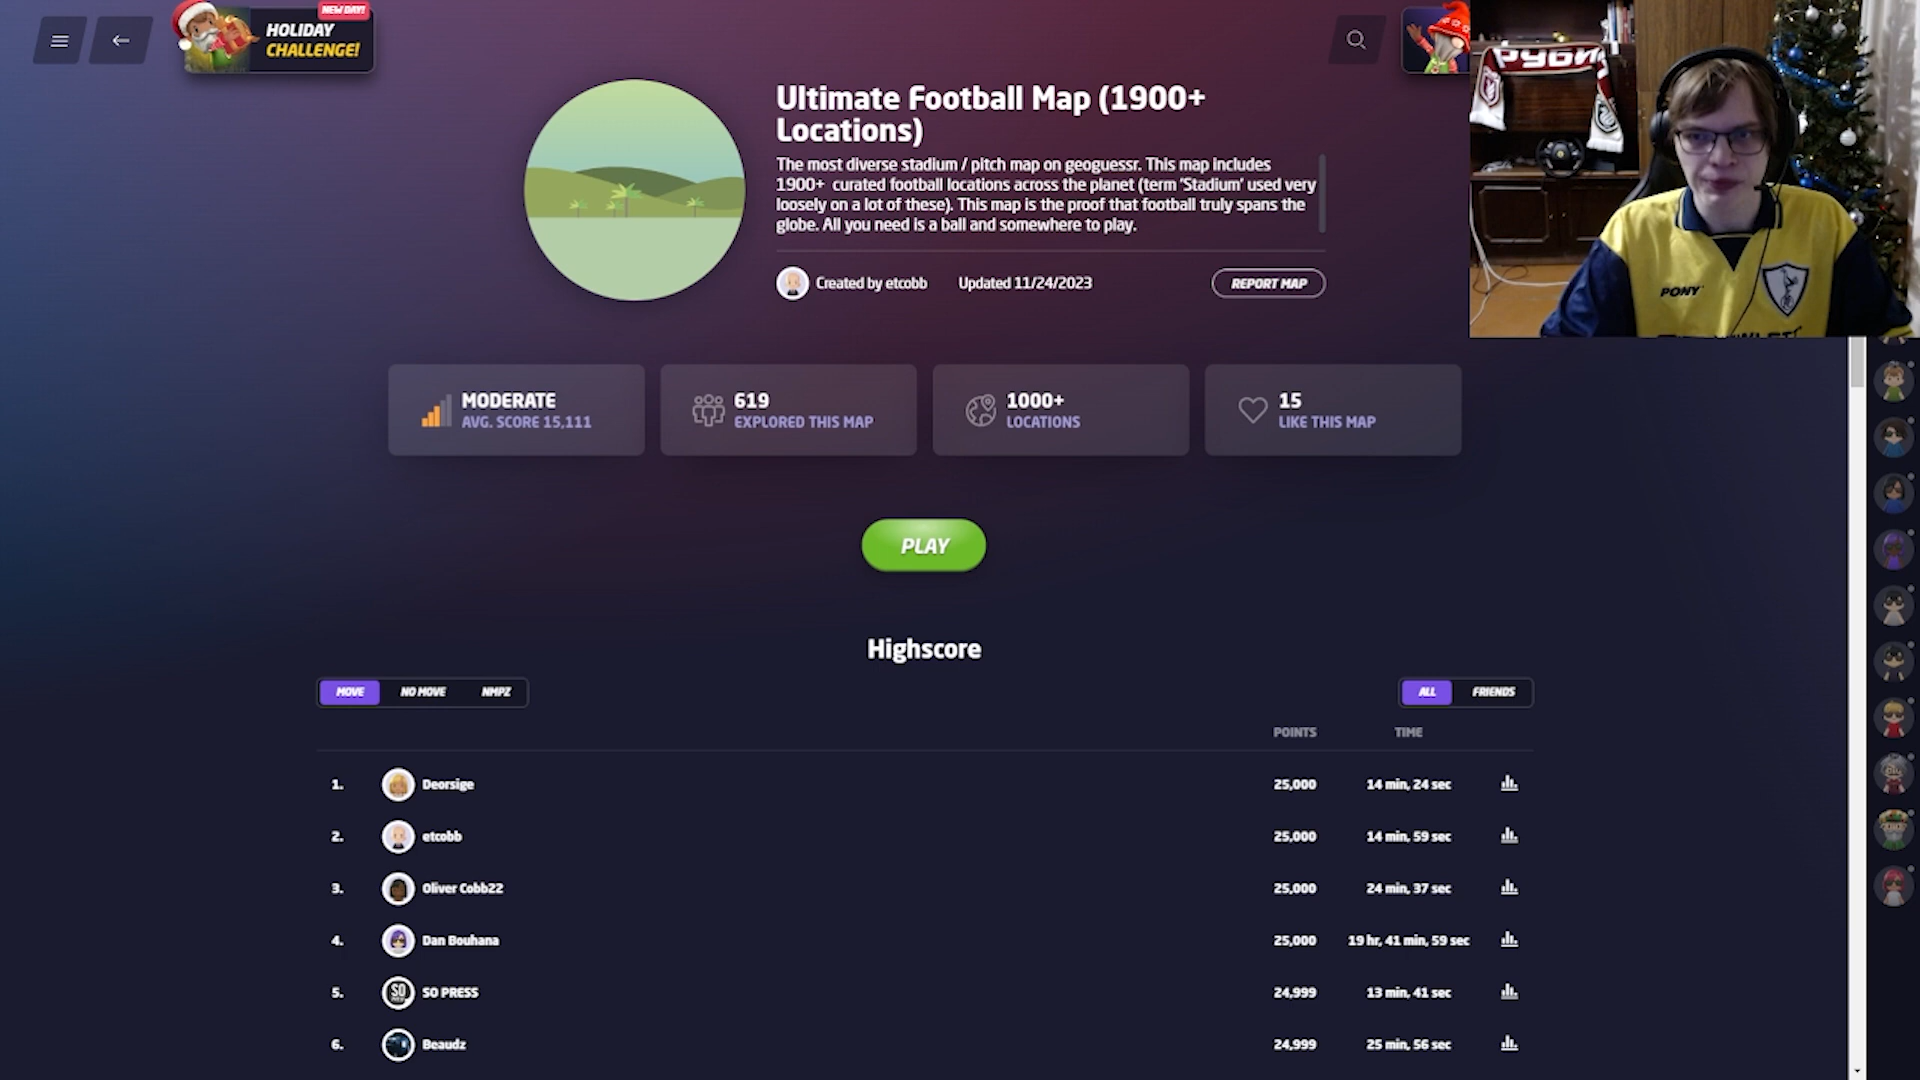 NEW DAY!
HOLIDAY
CHALLENGE!
Ultimate Football Map (1900+
Locations)
The most diverse stadium / pitch map on geoguessr. This map includes
1900+ curated football locations across the planet (term 'Stadium' used very
loosely on a lot of these). This map is the proof that football truly spans the
globe. All you need is a ball and somewhere to play.
Created by etcobb
Updated 11/24/2023
REPORT MAP
РУБИ
PONY
MODERATE
AVG. SCORE 15,111
619
EXPLORED THIS MAP
1000+
LOCATIONS
15
LIKE THIS MAP
PLAY
Highscore
MOVE
NO MOVE
NMPZ
ALL
FRIENDS
POINTS
TIME
1.
Deorsige
25,000
14 min, 24 sec
2.
etcobb
25,000
14 min, 59 sec
3.
Oliver Cobb22
25,000
24 min, 37 sec
4.
Dan Bouhana
25,000
19 hr, 41 min, 59 sec
5.
SO
SO PRESS
24,999
13 min, 41 sec
6.
Beaudz
24,999
25 min, 56 sec